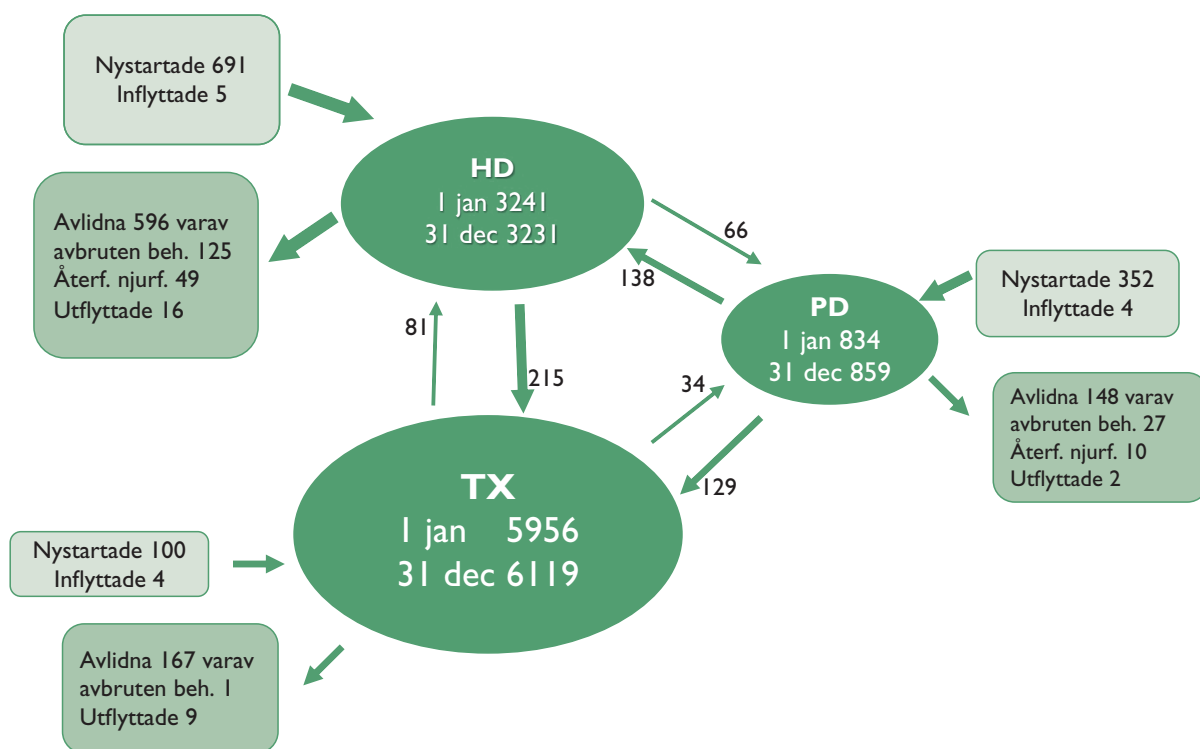 Nystartade 691
Inflyttade 5
HD
1 jan 3241
31 dec 3231
Avlidna 596 varav
avbruten beh. 125
Återf. njurf. 49
Utflyttade 16
66
138
Nystartade 352
Inflyttade 4
PD
1 jan 834
31 dec 859
81
215
34
Avlidna 148 varav
avbruten beh. 27
Återf. njurf. 10
Utflyttade 2
129
TX
1 jan 5956
31 dec 6119
Nystartade 100
Inflyttade 4
Avlidna 167 varav
avbruten beh. 1
Utflyttade 9